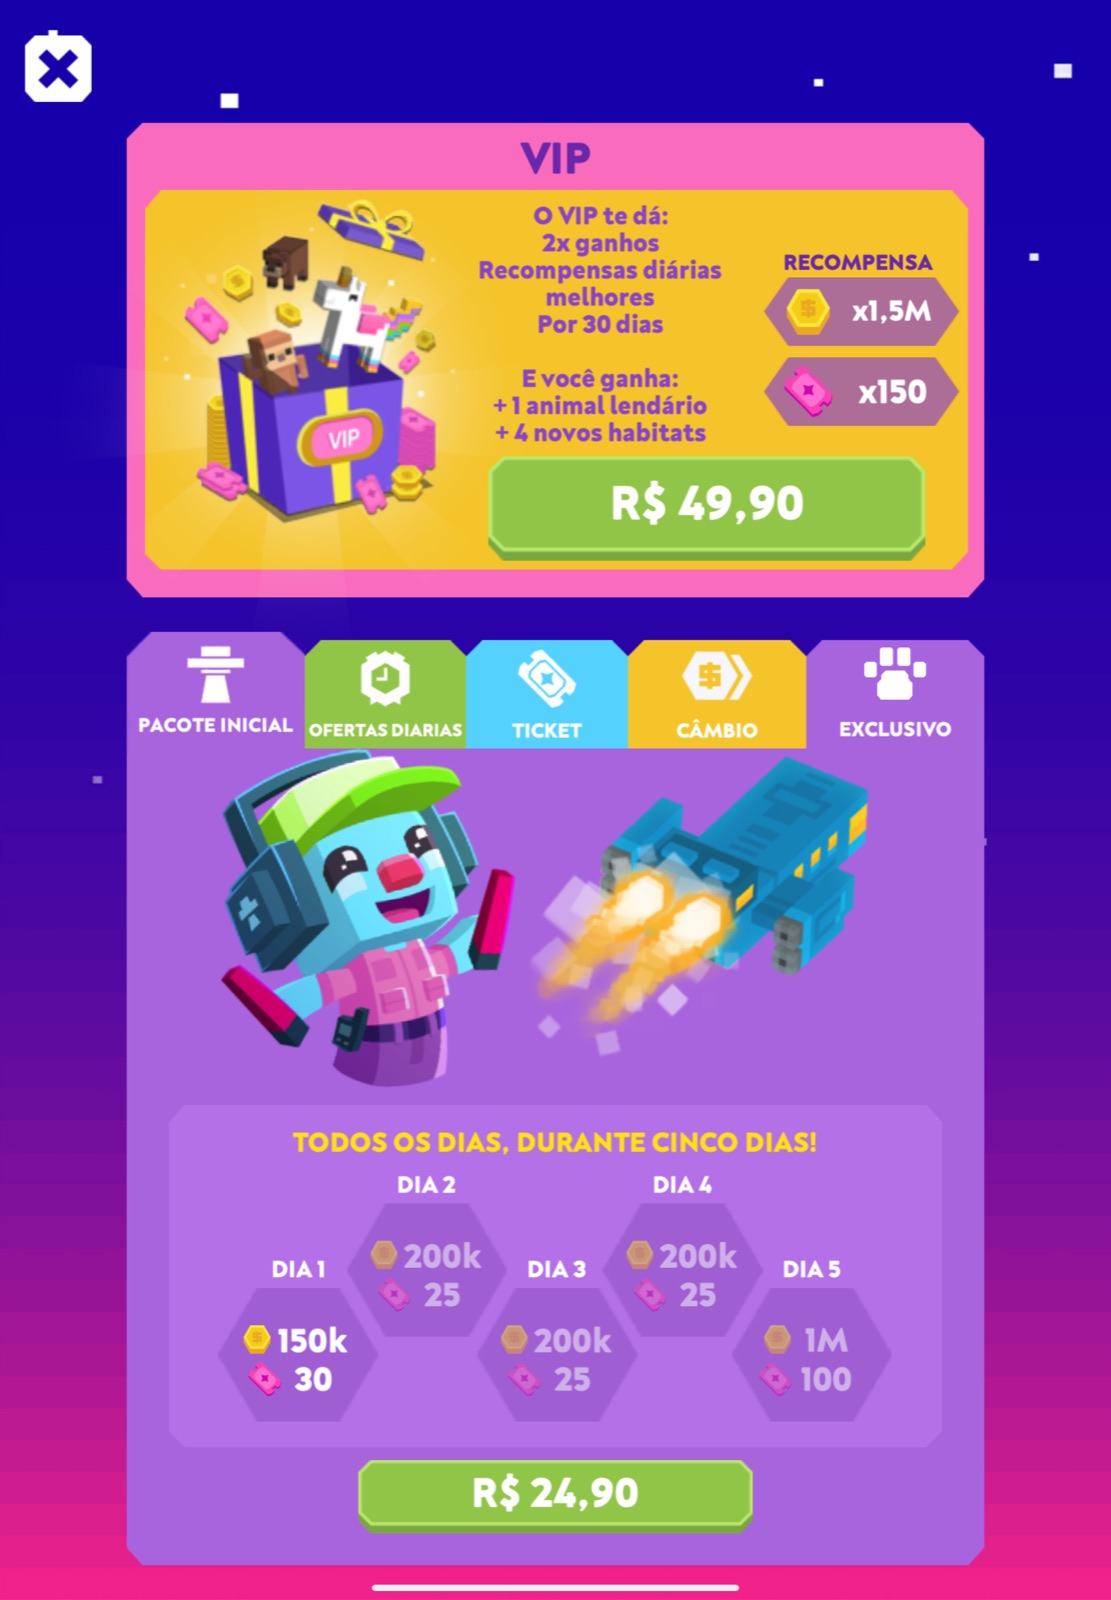 VIP
O VIP te dá:
2x ganhos
Recompensas diárias
melhores
Por 30 dias
E você ganha:
+ 1 animal lendário
+ 4 novos habitats
RECOMPENSA
x1,5M
x150
VIP
R$ 49,90
PACOTE INICIAL
OFERTAS DIARIAS
TICKET
CÂMBIO
EXCLUSIVO
TODOS OS DIAS, DURANTE CINCO DIAS!
DIA 1
150k
30
DIA 2
200k
25
DIA 3
200k
25
DIA 4
200k
25
DIA 5
1M
100
R$ 24,90